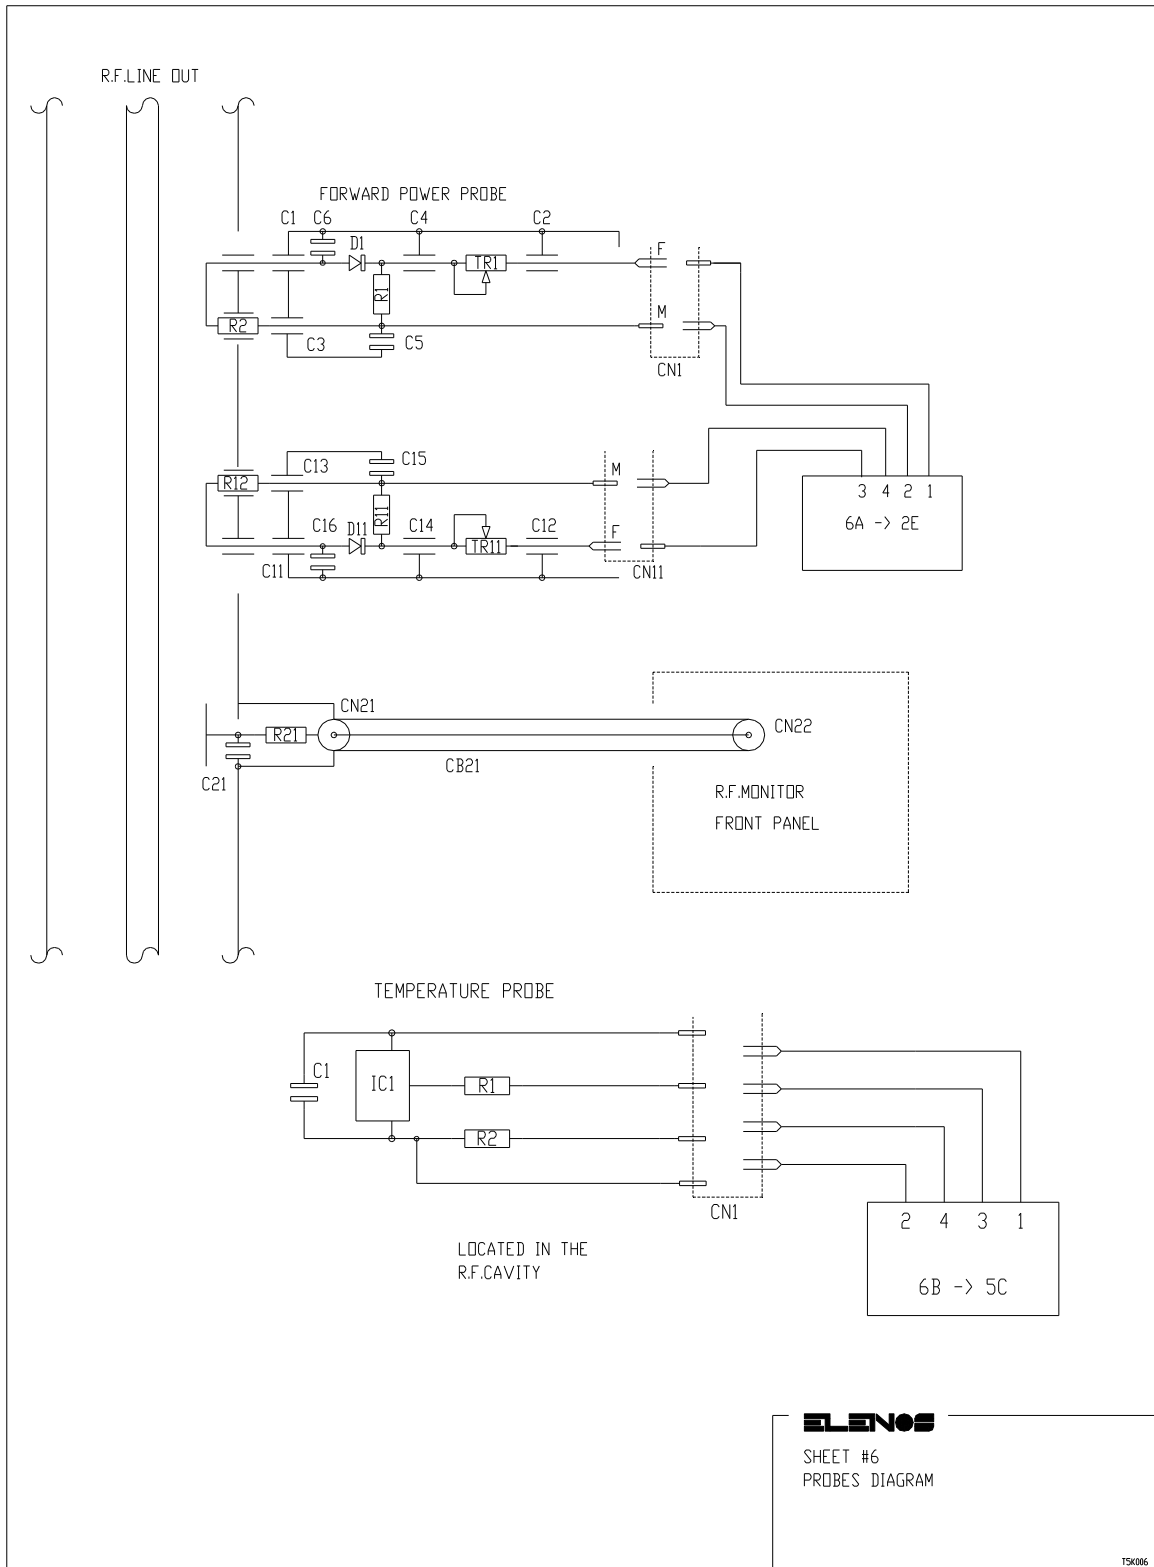 R.F.LINE OUT
FORWARD POWER PROBE
C1 C6 C4 C2
D1 F
TR1
R1
M
R2
C3 C5
CN1
C13 C15
M
R12
R11
3 4 2 1
C16 D11 C14 C12 F
6A -> 2E
TR11
C11 CN11
CN21
R21 CN22
CB21
C21
R.F.MONITOR
FRONT PANEL
TEMPERATURE PROBE
C1 IC1 R1
R2
CN1
2 4 3 1
LOCATED IN THE
R.F.CAVITY
6B -> 5C
ELENOS
SHEET #6
PROBES DIAGRAM
T5K006